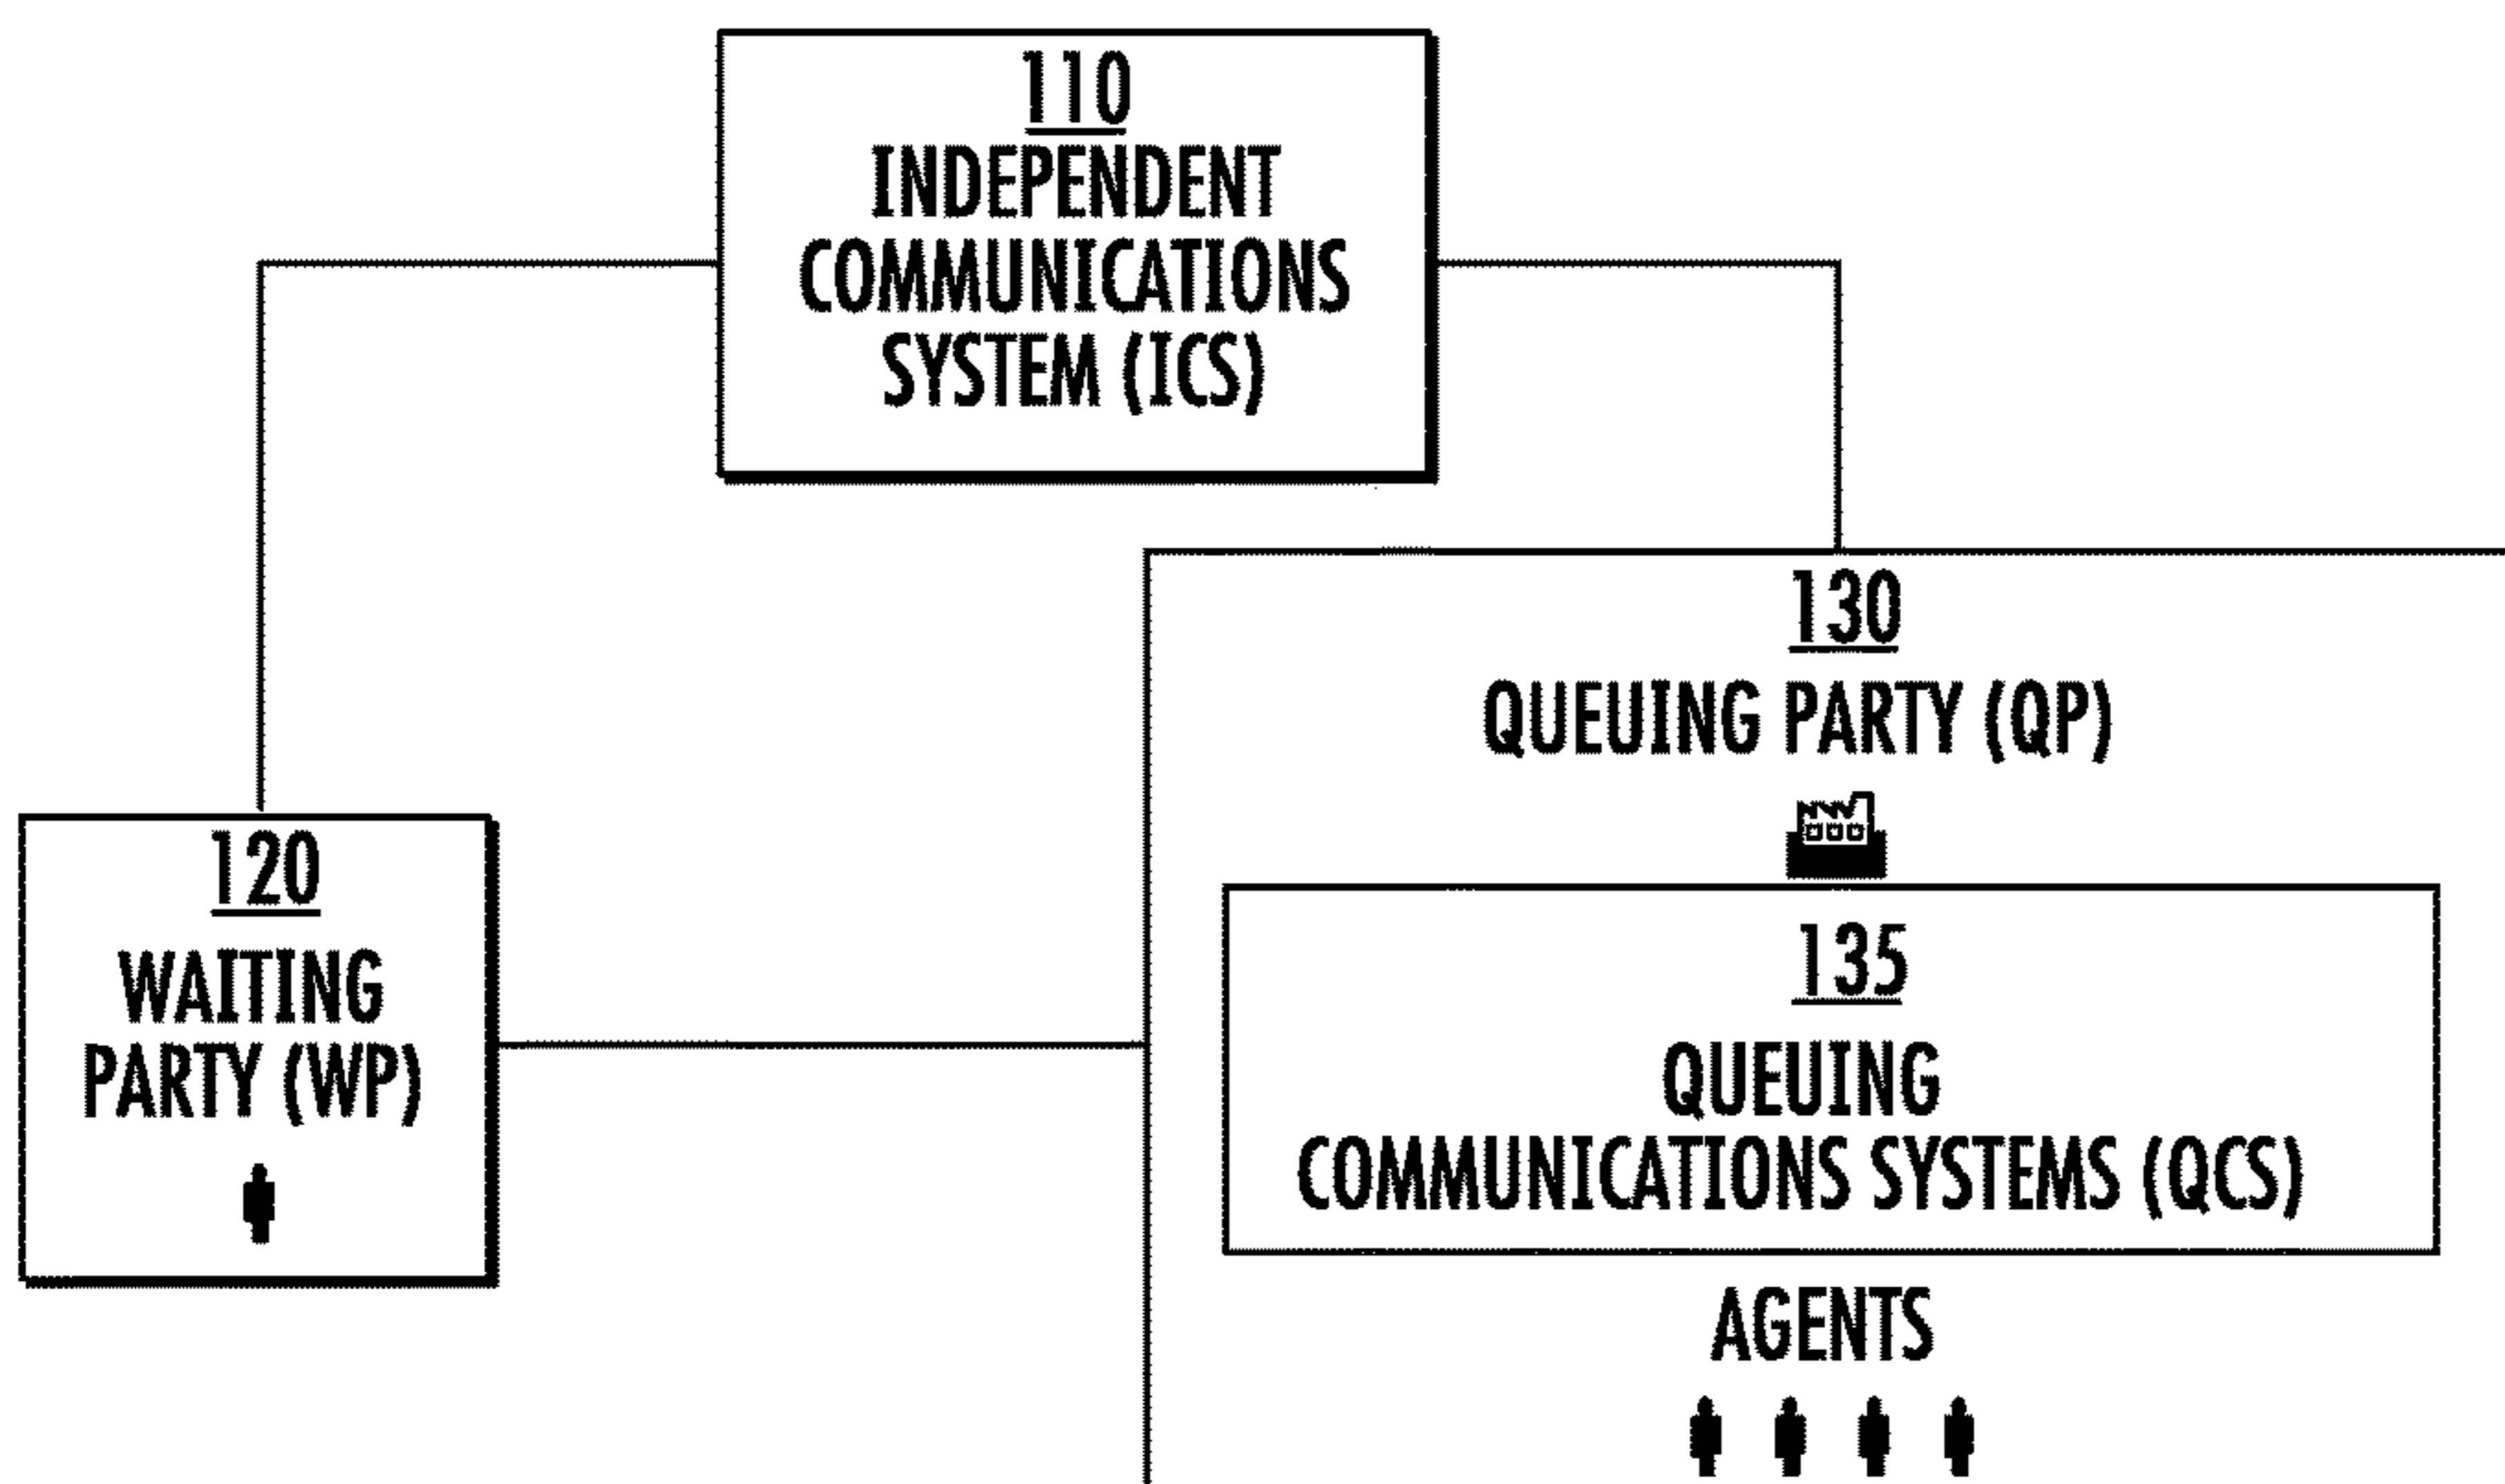 110
INDEPENDENT
COMMUNICATIONS
SYSTEM (ICS)
130
QUEUING PARTY (QP)
120
WAITING
PARTY (WP)
135
QUEUING
COMMUNICATIONS SYSTEMS (QCS)
AGENTS